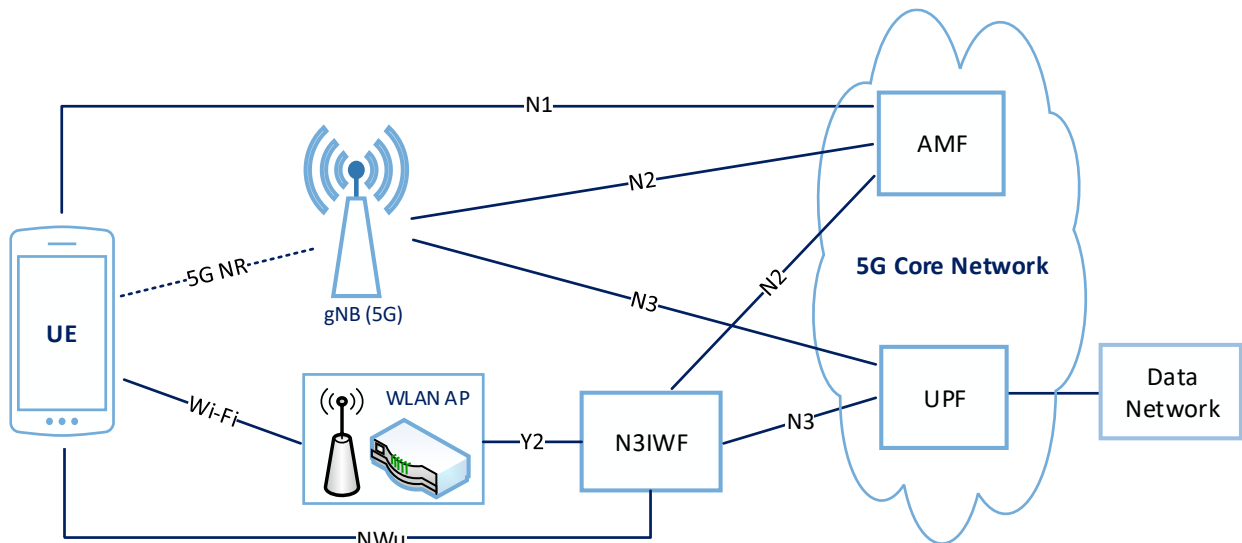 N1
AMF
N2
5G NR
5G Core Network
N2
gNB (5G)
N3
UE
WLAN AP
Wi-Fi
Y2
N3IWF
N3
UPF
Data
Network
NWu